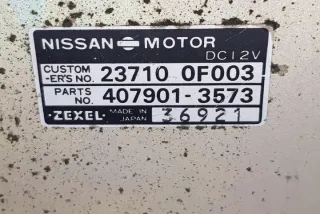 NISSAN MOTOR
DC12V
CUSTOM -ER'S NO. 23710 0F003
PARTS NO. 407901-3573
·ZEXEL· MADE IN JAPAN 36921